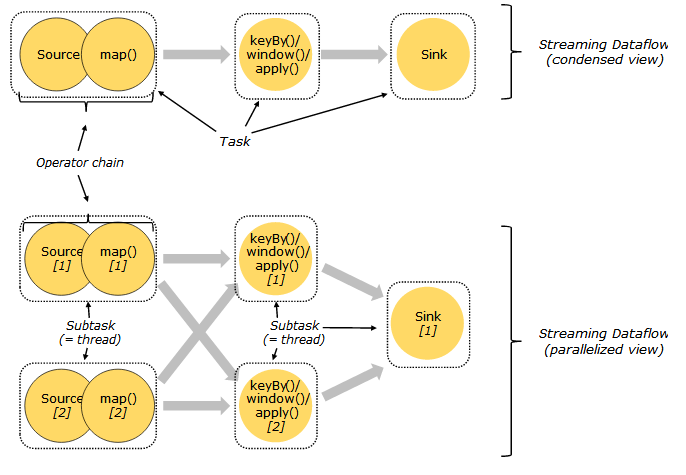 Source
map()
keyBy()/
window()/
apply()
Sink
Streaming Dataflow
(condensed view)
Task
Operator chain
Source
[1]
map()
[1]
keyBy()/
window()/
apply()
[1]
Subtask
(= thread)
Subtask
(= thread)
Sink
[1]
Streaming Dataflow
(parallelized view)
Source
[2]
map()
[2]
keyBy()/
window()/
apply()
[2]